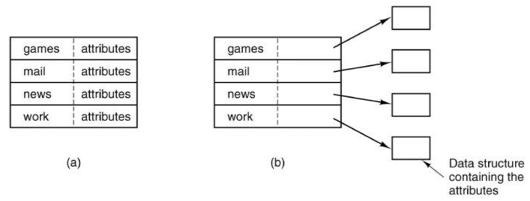 games attributes
mail attributes
news attributes
work attributes
(a)
games
mail
news
work
(b)
Data structure
containing the
attributes